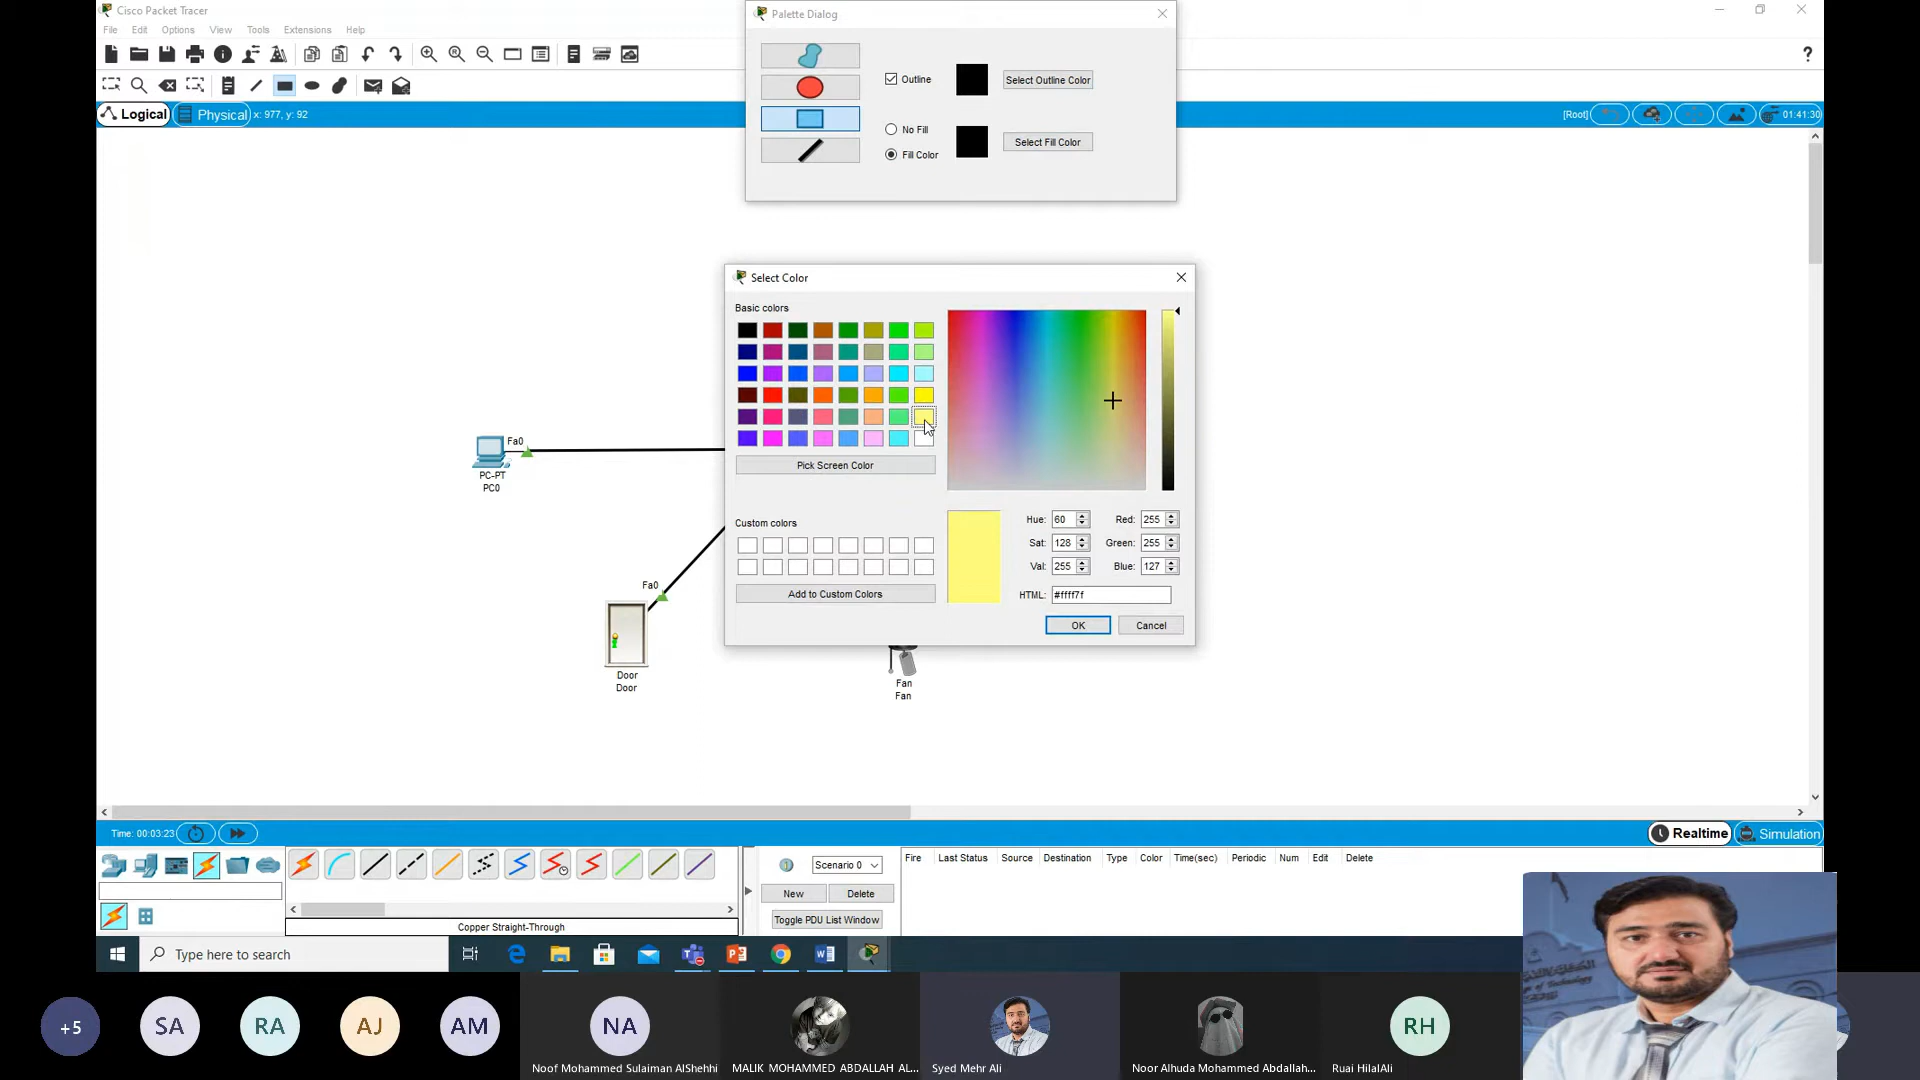 Cisco Packet Tracer
File Edit Options View Tools Extensions Help
Logical Physical x: 977, y: 92
[Root] 01:41:30
?
Palette Dialog
Outline Select Outline Color
No Fill
Fill Color Select Fill Color
Select Color
Basic colors
Pick Screen Color
Custom colors
Add to Custom Colors
Hue: 60 Red: 255
Sat: 128 Green: 255
Val: 255 Blue: 127
HTML: #ffff7f
OK Cancel
Fa0
PC-PT
PC0
Fa0
Door
Door
Fan
Fan
Time: 00:03:23
Realtime Simulation
Scenario 0
New Delete
Toggle PDU List Window
Fire Last Status Source Destination Type Color Time(sec) Periodic Num Edit Delete
Copper Straight-Through
Type here to search
+5
SA
RA
AJ
AM
NA
RH
Noof Mohammed Sulaiman AlShehhi
MALIK MOHAMMED ABDALLAH AL...
Syed Mehr Ali
Noor Alhuda Mohammed Abdallah...
Ruai HilalAli